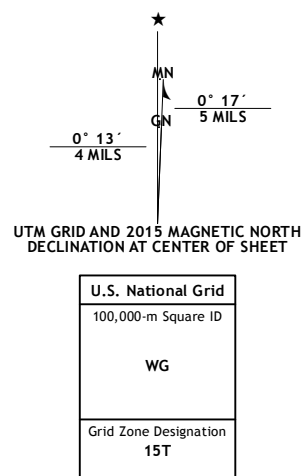 ★
MN
0° 17´
5 MILS
GN
0° 13´
4 MILS
UTM GRID AND 2015 MAGNETIC NORTH
DECLINATION AT CENTER OF SHEET
U.S. National Grid
100,000-m Square ID
WG
Grid Zone Designation
15T